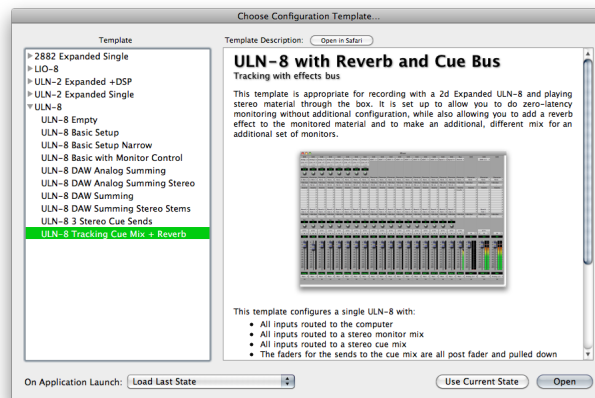 Choose Configuration Template...
Template
Template Description:
Open in Safari
2882 Expanded Single
LIO-8
ULN-2 Expanded +DSP
ULN-2 Expanded Single
ULN-8
ULN-8 Empty
ULN-8 Basic Setup
ULN-8 Basic Setup Narrow
ULN-8 Basic with Monitor Control
ULN-8 DAW Analog Summing
ULN-8 DAW Analog Summing Stereo
ULN-8 DAW Summing
ULN-8 DAW Summing Stereo Stems
ULN-8 3 Stereo Cue Sends
ULN-8 Tracking Cue Mix + Reverb
ULN-8 with Reverb and Cue Bus
Tracking with effects bus
This template is appropriate for recording with a 2d Expanded ULN-8 and playing
stereo material through the box. It is set up to allow you to do zero-latency
monitoring without additional configuration, while also allowing you to add a reverb
effect to the monitored material and to make an additional, different mix for an
additional set of monitors.
This template configures a single ULN-8 with:
• All inputs routed to the computer
• All inputs routed to a stereo monitor mix
• All inputs routed to a stereo cue mix
• The faders for the sends to the cue mix are all post fader and pulled down
On Application Launch:
Load Last State
Use Current State
Open